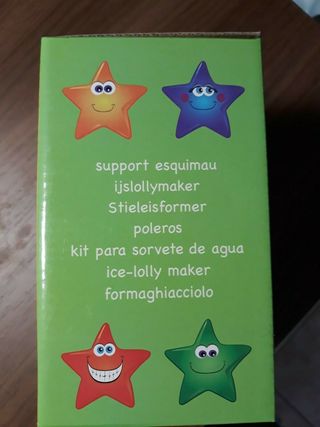 support esquimau
ijslollymaker
Stieleisformer
poleros
kit para sorvete de agua
ice-lolly maker
formaghiacciolo